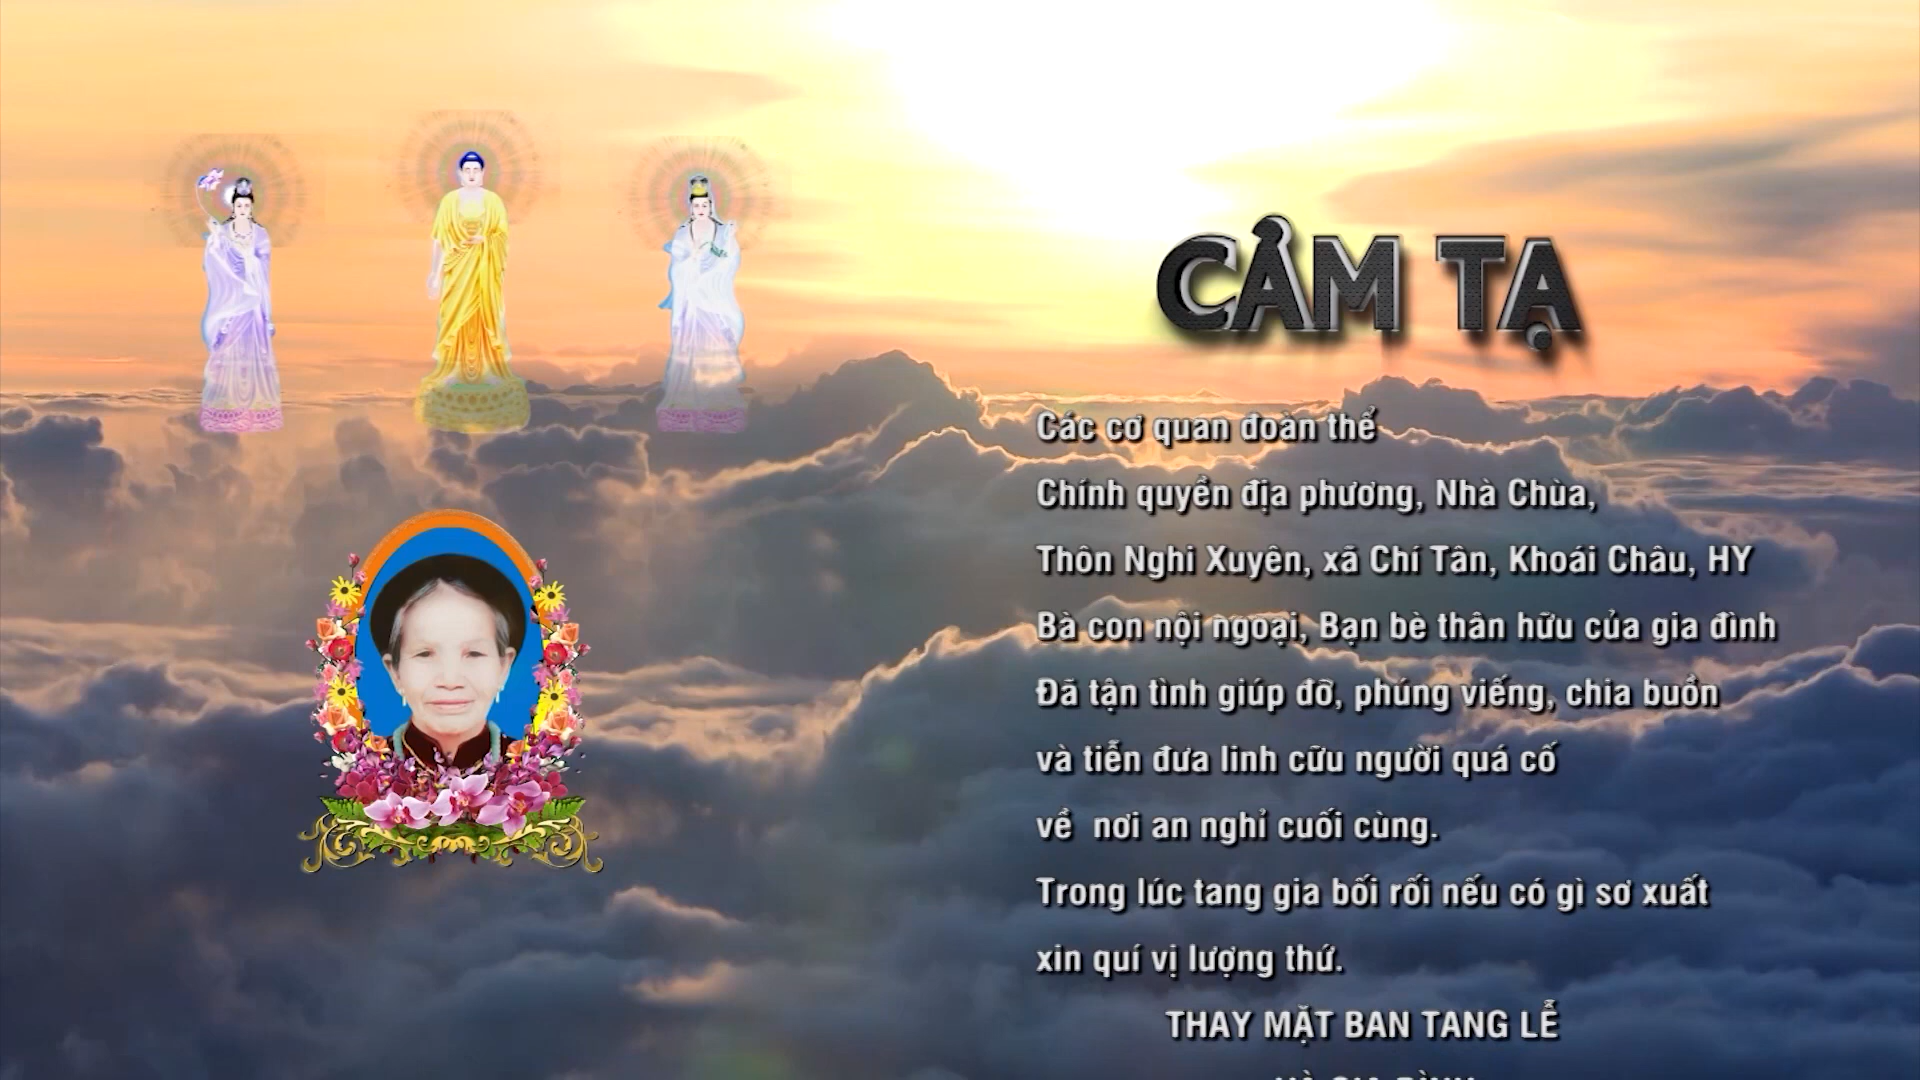 CẢM TẠ
Các cơ quan đoàn thể
Chính quyền địa phương, Nhà Chùa,
Thôn Nghi Xuyên, xã Chí Tân, Khoái Châu, HY
Bà con nội ngoại, Bạn bè thân hữu của gia đình
Đã tận tình giúp đỡ, phúng viếng, chia buồn
và tiễn đưa linh cữu người quá cố
về nơi an nghỉ cuối cùng.
Trong lúc tang gia bối rối nếu có gì sơ xuất
xin quí vị lượng thứ.
THAY MẶT BAN TANG LỄ